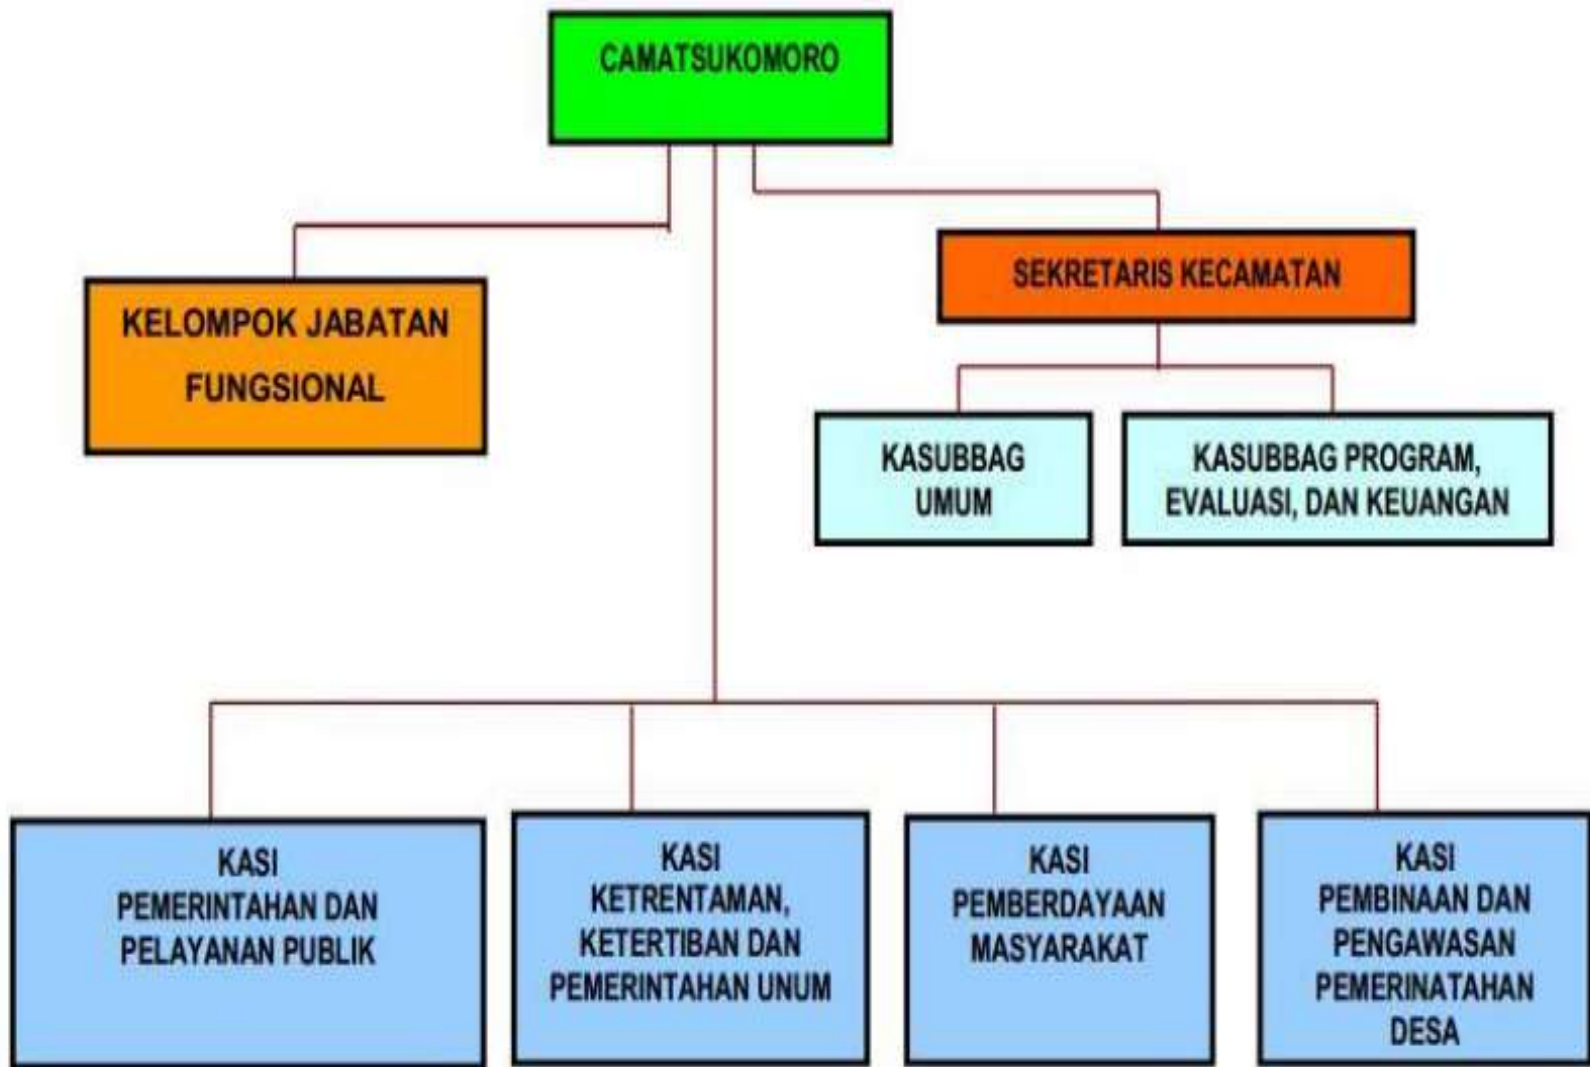 CAMATSUKOMORO
KELOMPOK JABATAN
FUNGSIONAL
SEKRETARIS KECAMATAN
KASUBBAG
UMUM
KASUBBAG PROGRAM,
EVALUASI, DAN KEUANGAN
KASI
PEMERINTAHAN DAN
PELAYANAN PUBLIK
KASI
KETRENTAMAN,
KETERTIBAN DAN
PEMERINTAHAN UNUM
KASI
PEMBERDAYAAN
MASYARAKAT
KASI
PEMBINAAN DAN
PENGAWASAN
PEMERINATAHAN
DESA